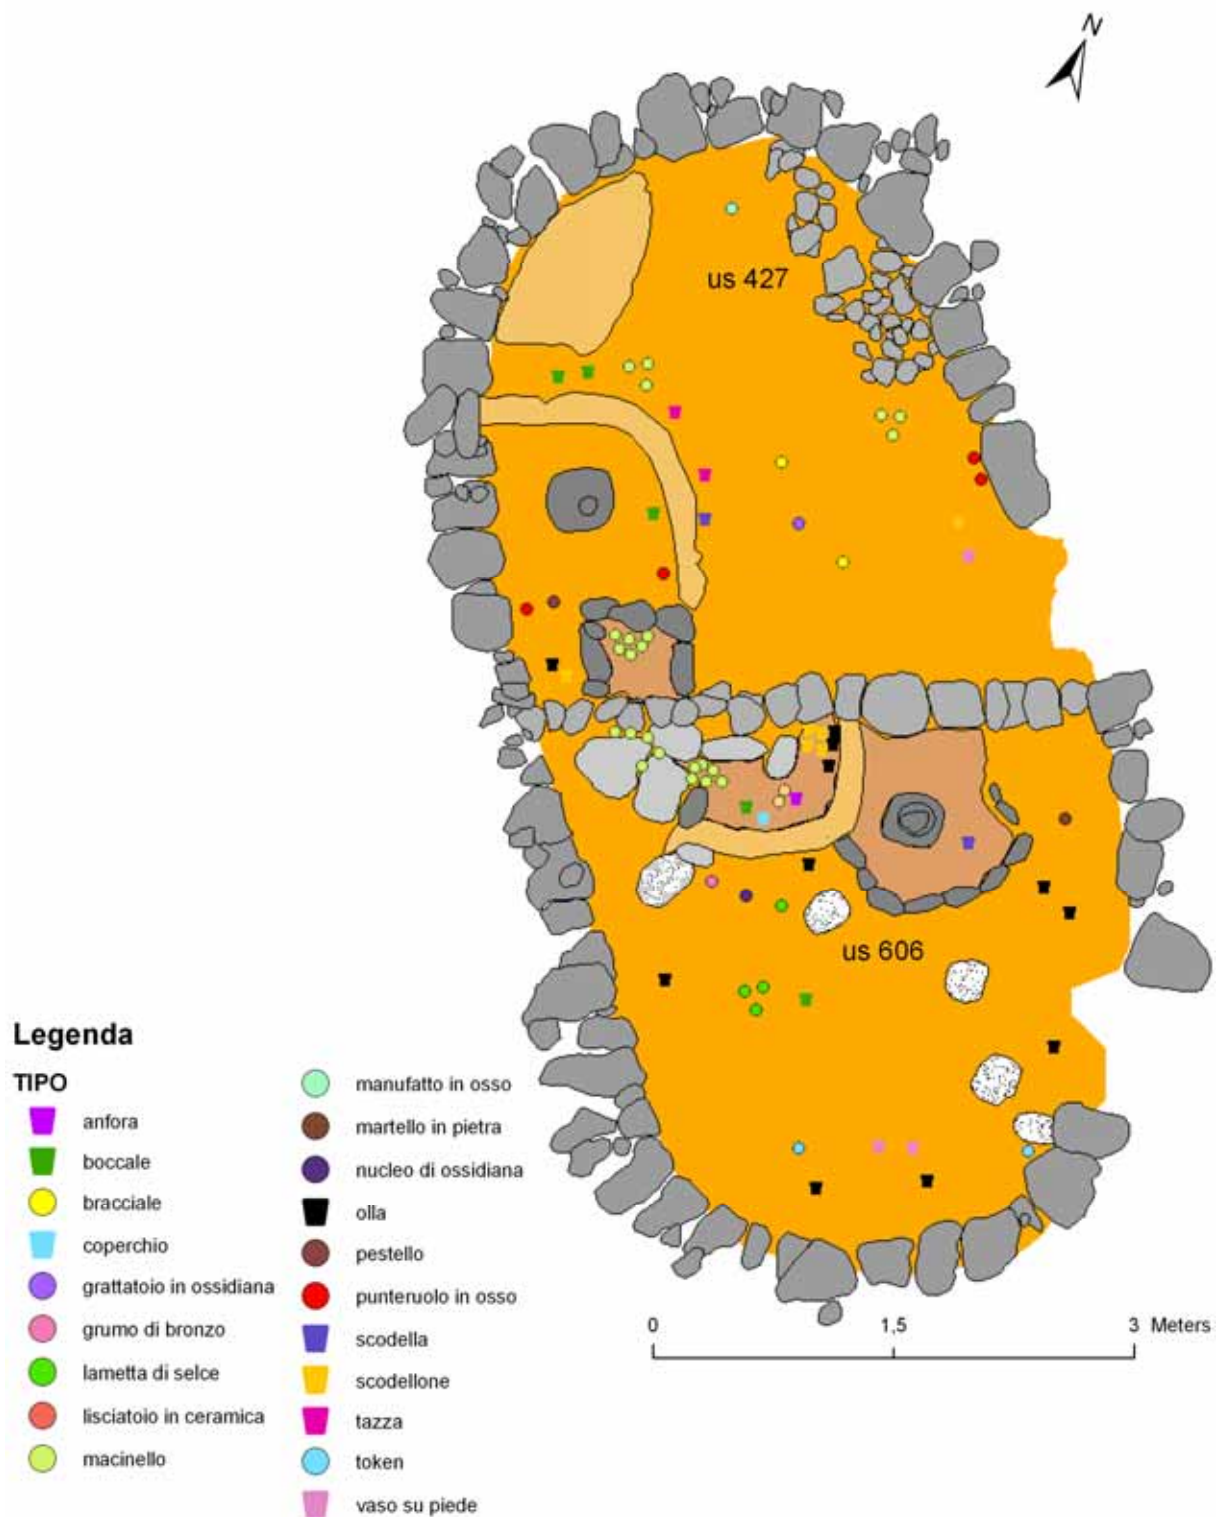 N
us 427
us 606
Legenda
TIPO
anfora
boccale
bracciale
coperchio
grattatoio in ossidiana
grumo di bronzo
lametta di selce
lisciatoio in ceramica
macinello
manufatto in osso
martello in pietra
nucleo di ossidiana
olla
pestello
punteruolo in osso
scodella
scodellone
tazza
token
vaso su piede
0 1,5 3 Meters